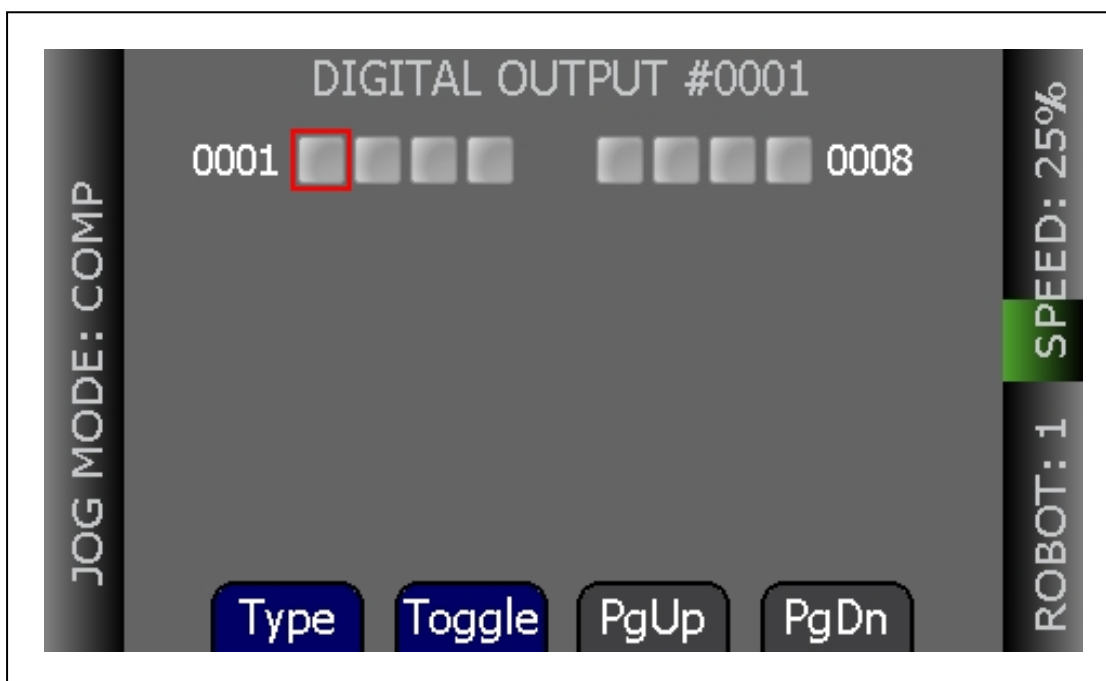 DIGITAL OUTPUT #0001
0001 0008
JOG MODE: COMP
SPEED: 25%
ROBOT: 1
Type Toggle PgUp PgDn